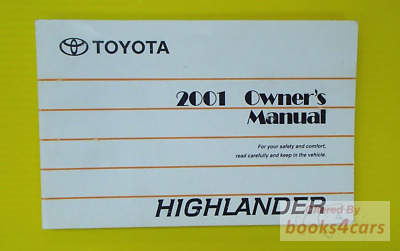 TOYOTA
2001 Owner's
Manual
For your safety and comfort,
read carefully and keep in the vehicle.
HIGHLANDER
Powered By
books4cars